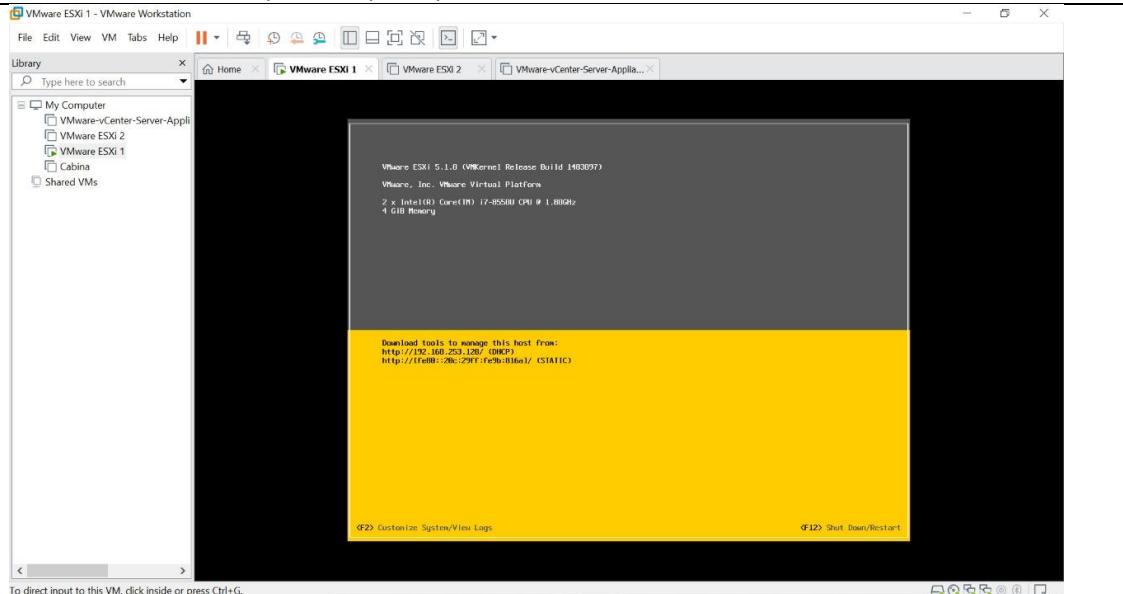 VMware ESXi 1 - VMware Workstation
File Edit View VM Tabs Help
Library
Type here to search
My Computer
VMware-vCenter-Server-Appli
VMware ESXi 2
VMware ESXi 1
Cabina
Shared VMs
Home
VMware ESXi 1
VMware ESXi 2
VMware-vCenter-Server-Applia...
VMware ESXi 5.1.0 (VMKernel Release Build 1483097)
VMware, Inc. VMware Virtual Platform
2 x Intel(R) Core(TM) i7-8550U CPU @ 1.80GHz
4 GiB Memory
Download tools to manage this host from:
http://192.168.253.128/ (DHCP)
http://[fe80::20c:29ff:fe9b:816a]/ (STATIC)
<F2> Customize System/View Logs
<F12> Shut Down/Restart
To direct input to this VM, click inside or press Ctrl+G.